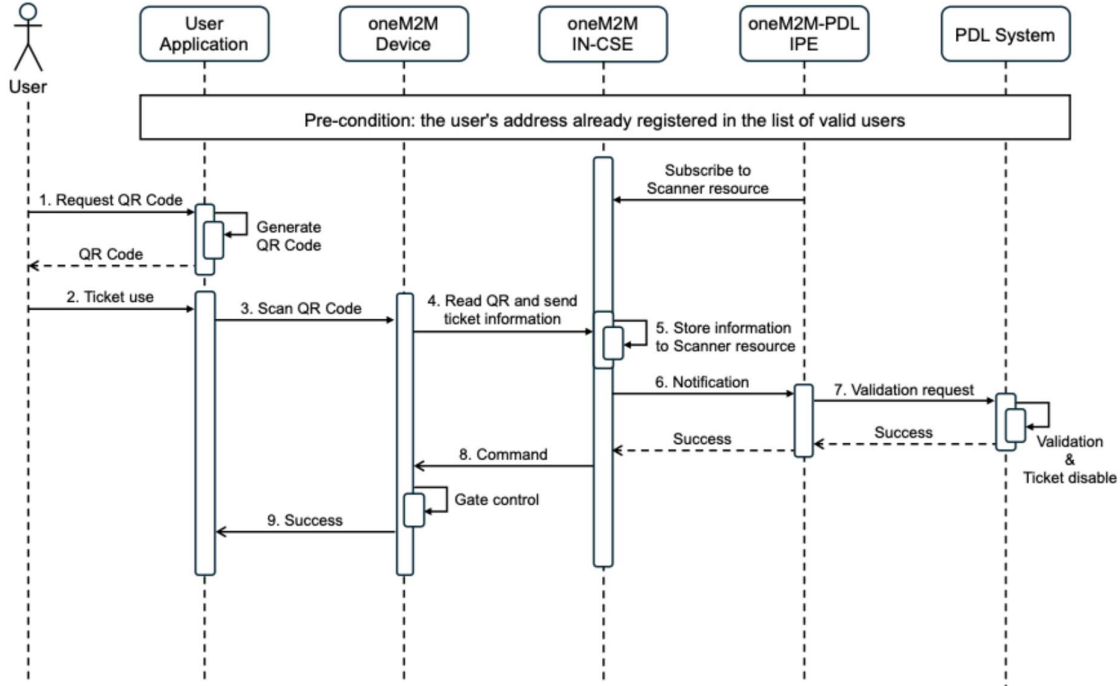 User
User
Application
oneM2M
Device
oneM2M
IN-CSE
oneM2M-PDL
IPE
PDL System
Pre-condition: the user's address already registered in the list of valid users
Subscribe to
Scanner resource
1. Request QR Code
Generate
QR Code
QR Code
2. Ticket use
3. Scan QR Code
4. Read QR and send
ticket information
5. Store information
to Scanner resource
6. Notification
7. Validation request
Success
Success
Validation
&
Ticket disable
8. Command
Gate control
9. Success